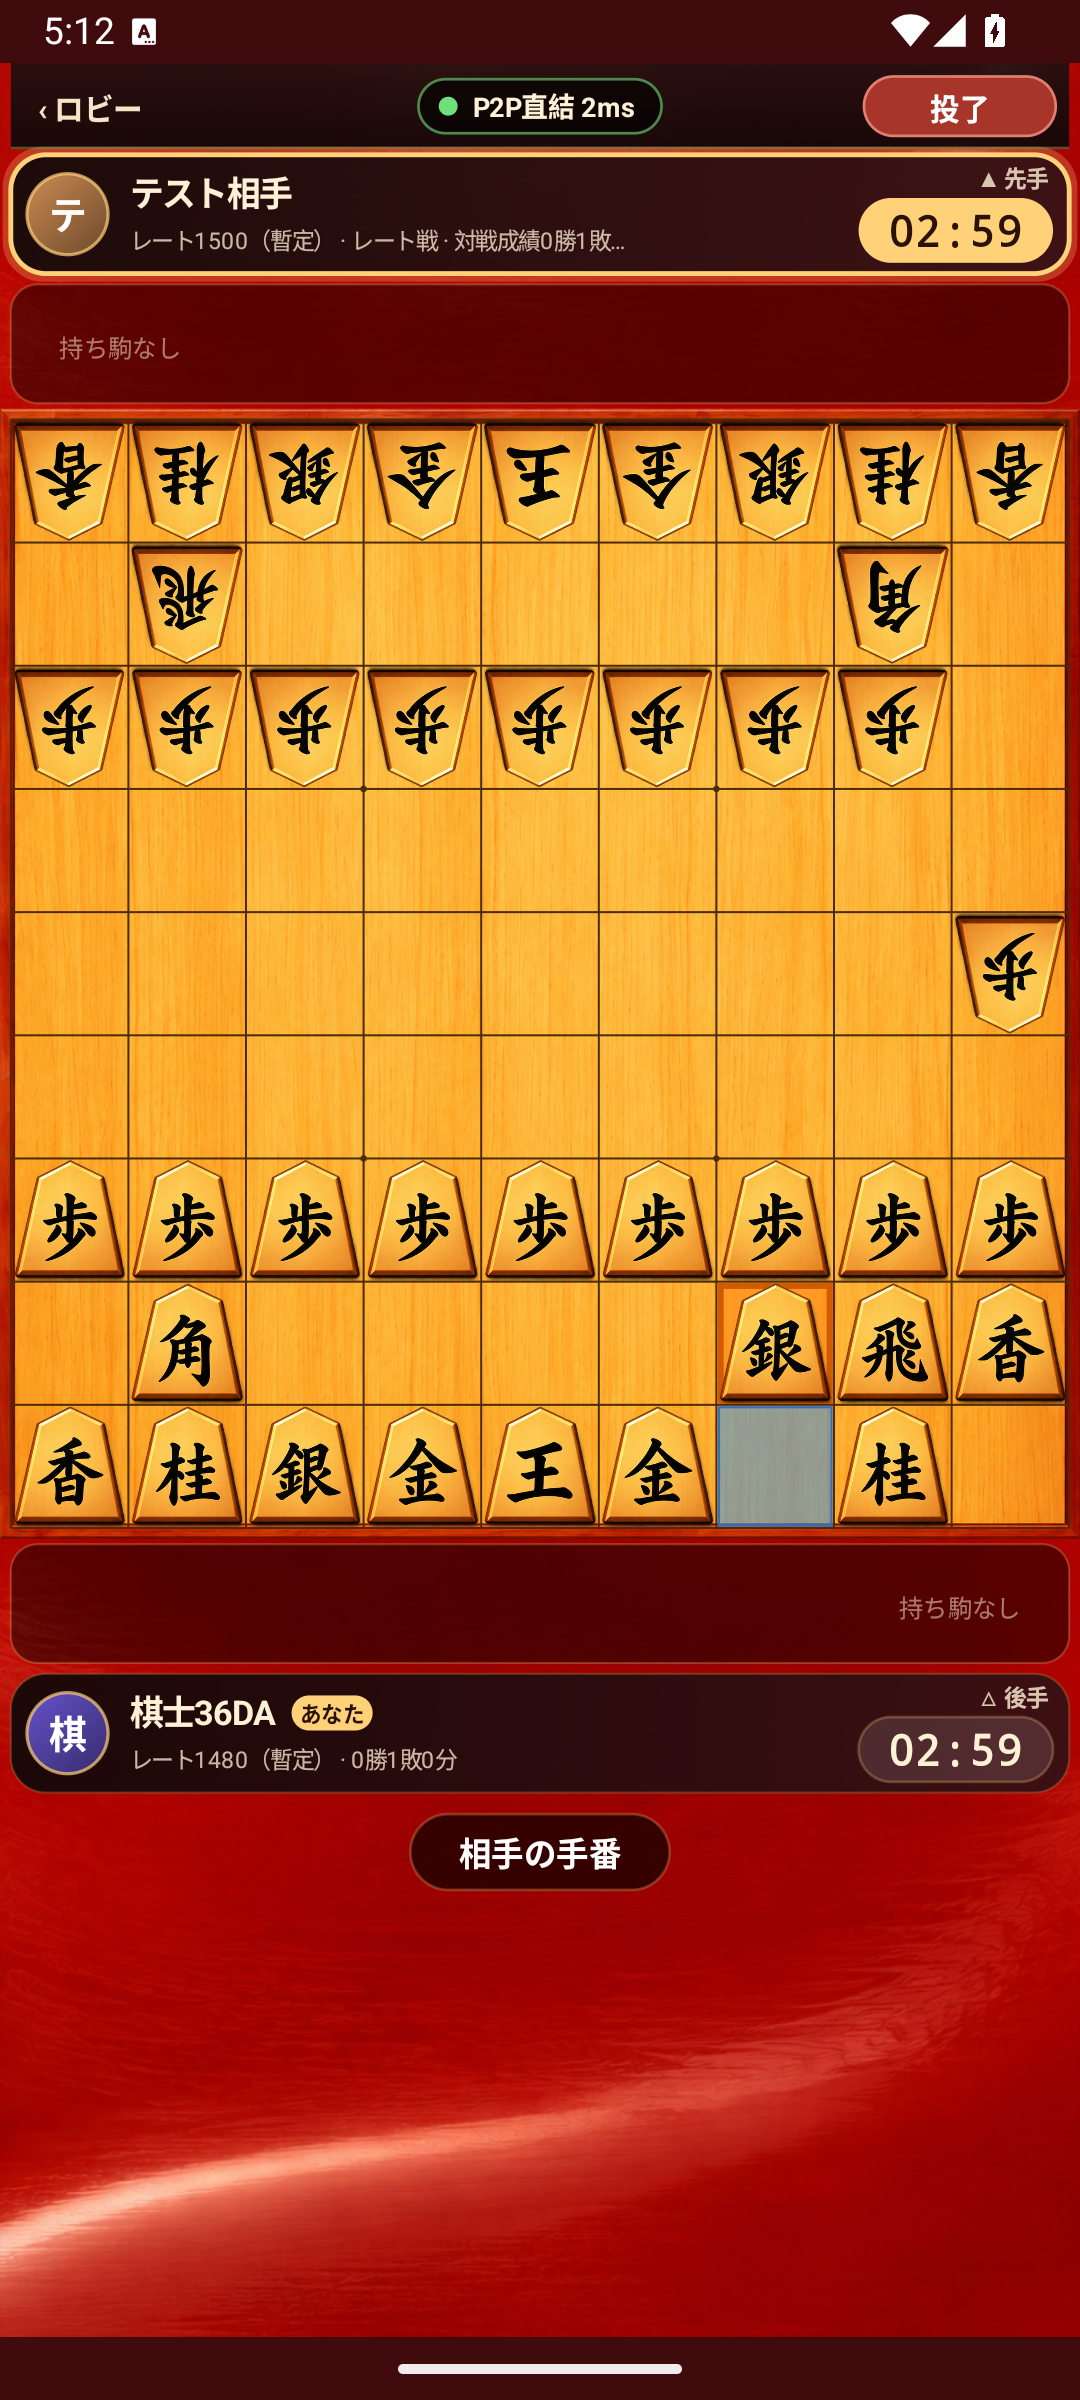 5:12 A
‹ ロビー
P2P直結 2ms
投了
テ
テスト相手
レート1500（暫定） · レート戦 · 対戦成績0勝1敗…
▲ 先手
02:59
持ち駒なし
香 桂 銀 金 玉 金 銀 桂 香
飛 角
歩 歩 歩 歩 歩 歩 歩 歩
歩
歩 歩 歩 歩 歩 歩 歩 歩 歩
角 銀 飛 香
香 桂 銀 金 王 金 桂
持ち駒なし
棋
棋士36DA あなた
レート1480（暫定） · 0勝1敗0分
△ 後手
02:59
相手の手番